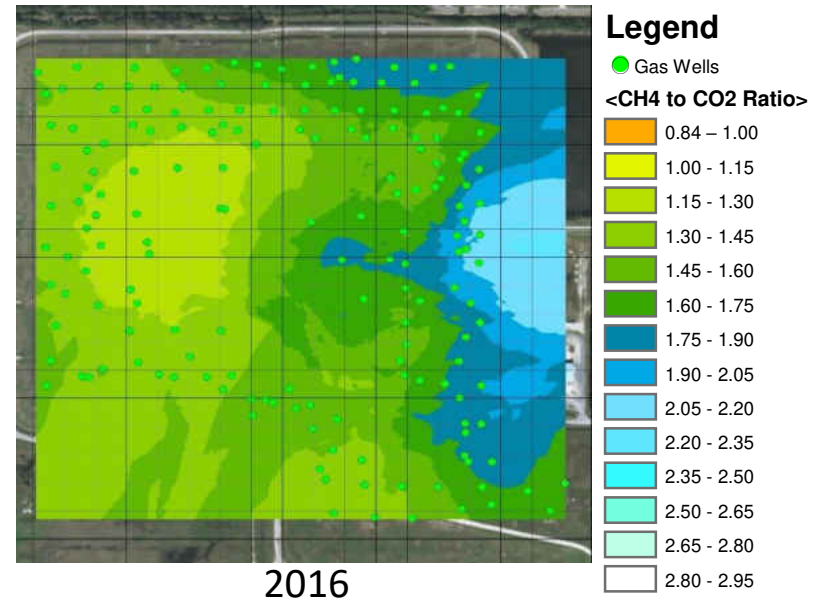 Legend
Gas Wells
<CH4 to CO2 Ratio>
0.84 – 1.00
1.00 - 1.15
1.15 - 1.30
1.30 - 1.45
1.45 - 1.60
1.60 - 1.75
1.75 - 1.90
1.90 - 2.05
2.05 - 2.20
2.20 - 2.35
2.35 - 2.50
2.50 - 2.65
2.65 - 2.80
2.80 - 2.95
2016